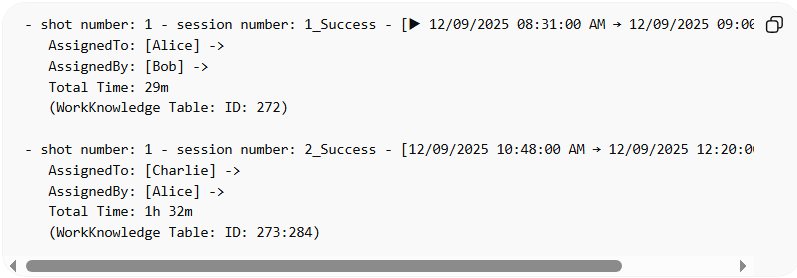 - shot number: 1 - session number: 1_Success - [▶ 12/09/2025 08:31:00 AM → 12/09/2025 09:00
AssignedTo: [Alice] ->
AssignedBy: [Bob] ->
Total Time: 29m
(WorkKnowledge Table: ID: 272)
- shot number: 1 - session number: 2_Success - [12/09/2025 10:48:00 AM → 12/09/2025 12:20:0
AssignedTo: [Charlie] ->
AssignedBy: [Alice] ->
Total Time: 1h 32m
(WorkKnowledge Table: ID: 273:284)